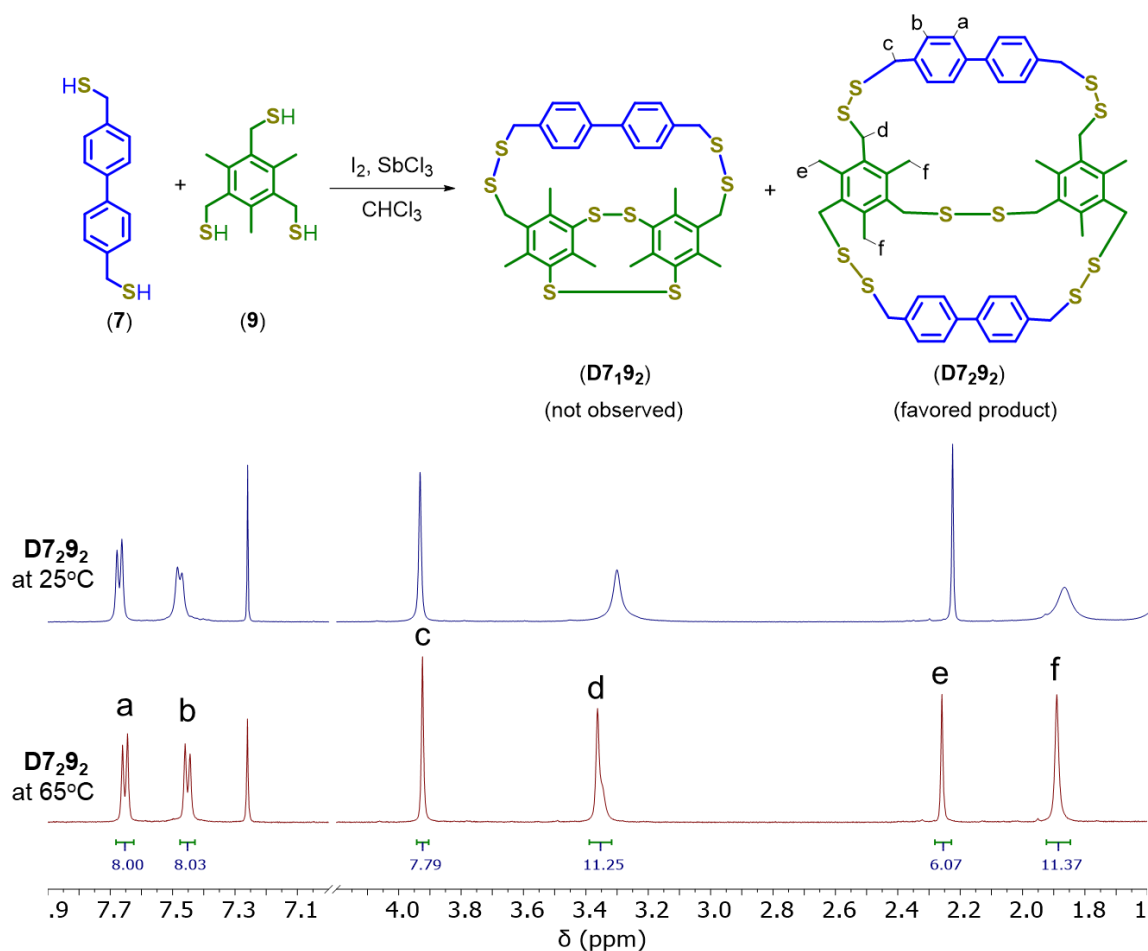 b a
c
HS
SH
SH
HS
SH
+
I₂, SbCl₃
CHCl₃
S
S
S
S
S S
S S
+
S
S
S
S
d
e
f
S S
f
S
S
S
S
(7)
(9)
(D7₁9₂)
(not observed)
(D7₂9₂)
(favored product)
D7₂9₂
at 25°C
D7₂9₂
at 65°C
a b c d e f
8.00 8.03 7.79 11.25 6.07 11.37
.9 7.7 7.5 7.3 7.1 4.0 3.8 3.6 3.4 3.2 3.0 2.8 2.6 2.4 2.2 2.0 1.8 1
δ (ppm)